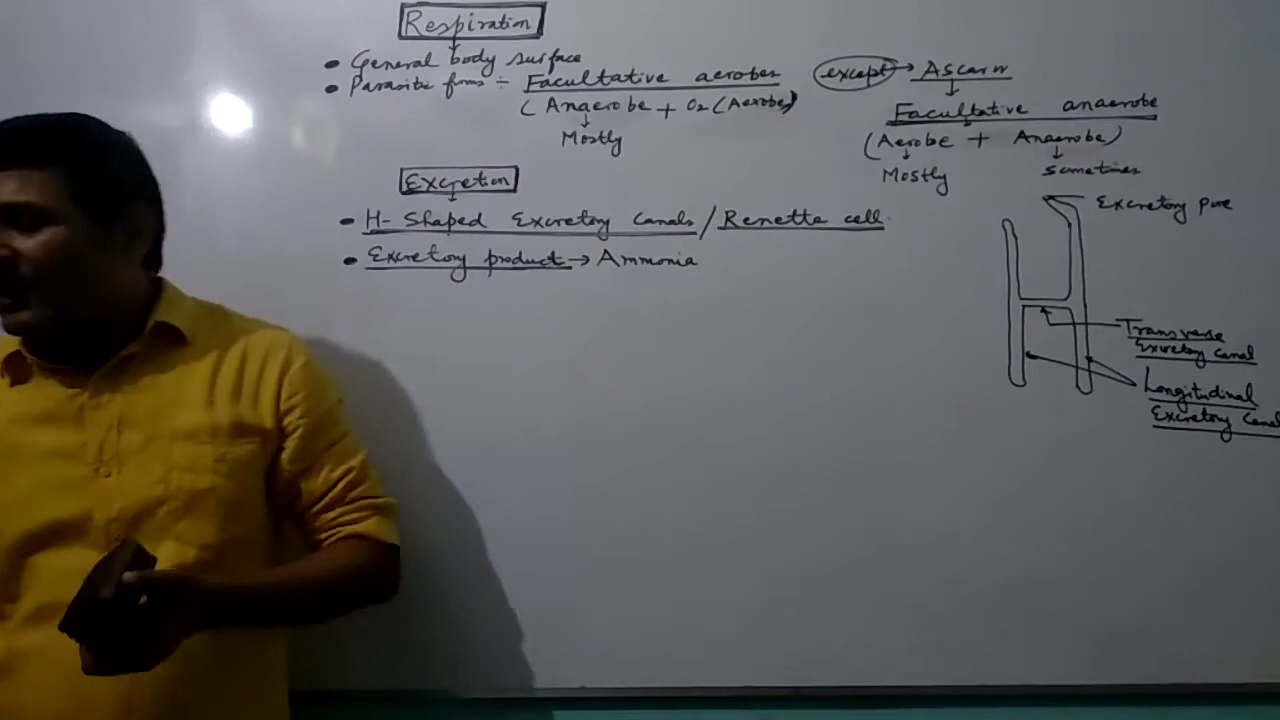 Respiration
• General body surface
• Parasitic forms ÷ Facultative aerobes
(Anaerobe + O2 (Aerobe))
↓
Mostly
except → Ascaris
↓
Facultative anaerobe
(Aerobe + Anaerobe)
↓ ↓
Mostly Sometimes
Excretion
• H- Shaped Excretory Canals / Renette cell
• Excretory product → Ammonia
Excretory pore
Transverse
Excretory canal
Longitudinal
Excretory Canal